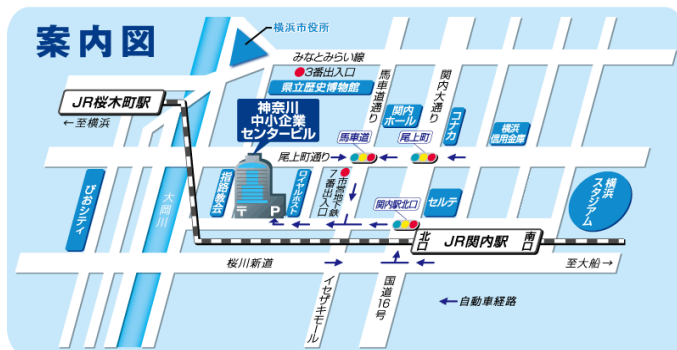 案内図
横浜市役所
みなとみらい線
3番出入口
県立歴史博物館
馬車道通り
関内大通り
JR桜木町駅
←至横浜
神奈川
中小企業
センタービル
関内
ホール
コナカ
横浜
信用金庫
馬車道
尾上町
尾上町通り
ぴおシティ
大岡川
指路教会
〒
P
ロイヤルホスト
市営地下鉄
7番出入口
関内駅北口
セルテ
横浜
スタジアム
北口
JR関内駅
南口
桜川新道
イセザキモール
国道16号
至大船→
←自動車経路